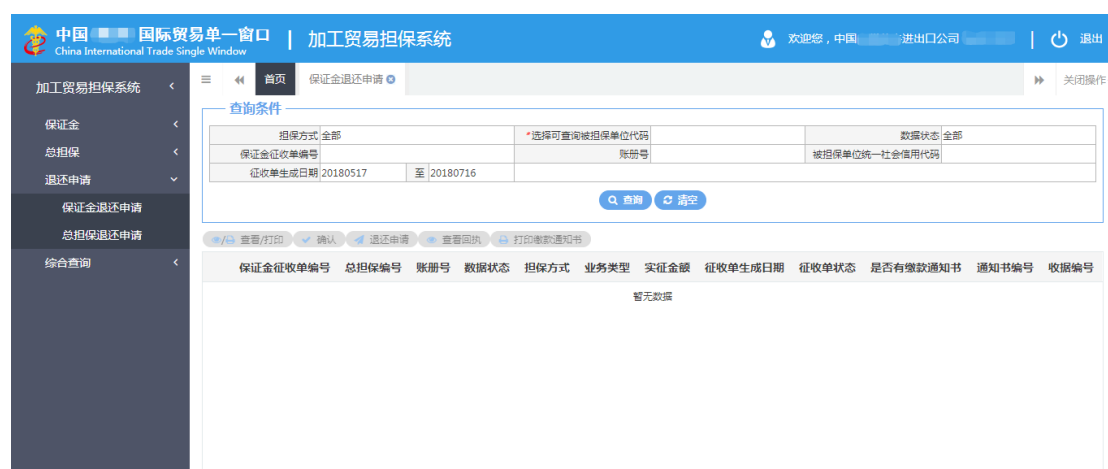 中国 国际贸易单一窗口 | 加工贸易担保系统 欢迎您，中国 进出口公司 | 退出
China International Trade Single Window
加工贸易担保系统 首页 保证金退还申请 关闭操作
查询条件
担保方式 全部 *选择可查询被担保单位代码 数据状态 全部
保证金征收单编号 账册号 被担保单位统一社会信用代码
征收单生成日期 20180517 至 20180716
查询 清空
保证金
总担保
退还申请
保证金退还申请
总担保退还申请
综合查询
查看/打印 确认 退还申请 查看回执 打印缴款通知书
保证金征收单编号 总担保编号 账册号 数据状态 担保方式 业务类型 实征金额 征收单生成日期 征收单状态 是否有缴款通知书 通知书编号 收据编号
暂无数据